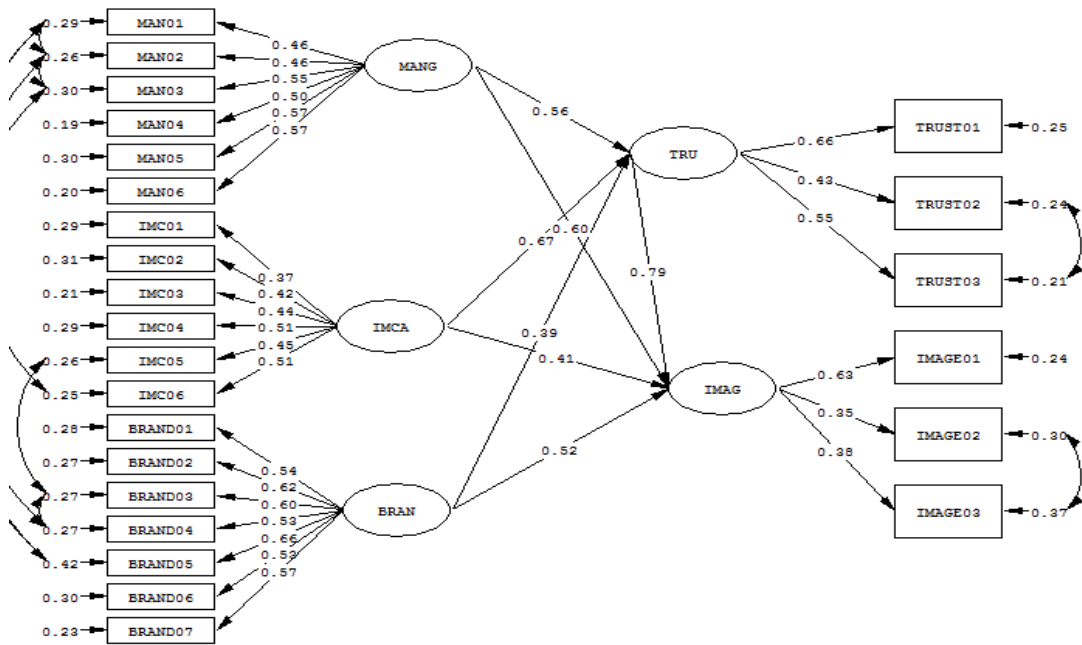 0.29 MAN01
0.26 MAN02
0.30 MAN03
0.19 MAN04
0.30 MAN05
0.20 MAN06
0.29 IMC01
0.31 IMC02
0.21 IMC03
0.29 IMC04
0.26 IMC05
0.25 IMC06
0.28 BRAND01
0.27 BRAND02
0.27 BRAND03
0.27 BRAND04
0.42 BRAND05
0.30 BRAND06
0.23 BRAND07
0.46
0.46
0.55
0.50
0.57
0.57
0.37
0.42
0.44
0.51
0.45
0.51
0.54
0.62
0.60
0.53
0.66
0.53
0.57
MANG
IMCA
BRAN
0.56
0.60
0.67
0.79
0.39
0.41
0.52
TRU
IMAG
0.66
0.43
0.55
0.63
0.35
0.38
TRUST01 0.25
TRUST02 0.24
TRUST03 0.21
IMAGE01 0.24
IMAGE02 0.30
IMAGE03 0.37